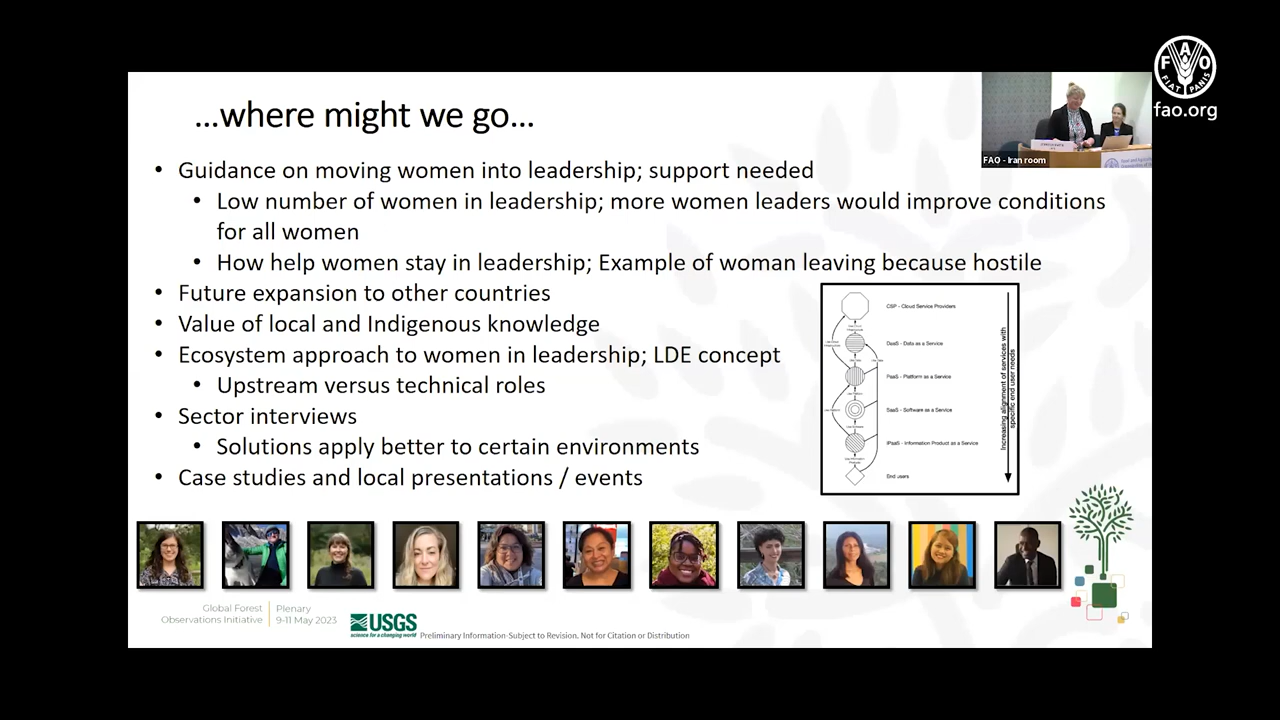 ...where might we go...
• Guidance on moving women into leadership; support needed
• Low number of women in leadership; more women leaders would improve conditions
for all women
• How help women stay in leadership; Example of woman leaving because hostile
• Future expansion to other countries
• Value of local and Indigenous knowledge
• Ecosystem approach to women in leadership; LDE concept
• Upstream versus technical roles
• Sector interviews
• Solutions apply better to certain environments
• Case studies and local presentations / events
FAO - Iran room
F A O
FIAT PANIS
fao.org
CSP - Cloud Service Providers
DaaS - Data as a Service
PaaS - Platform as a Service
SaaS - Software as a Service
IPaaS - Information Product as a Service
End users
Increasing alignment of services with
specific end user needs
Global Forest
Observations Initiative
Plenary
9-11 May 2023
USGS
science for a changing world
Preliminary Information-Subject to Revision. Not for Citation or Distribution